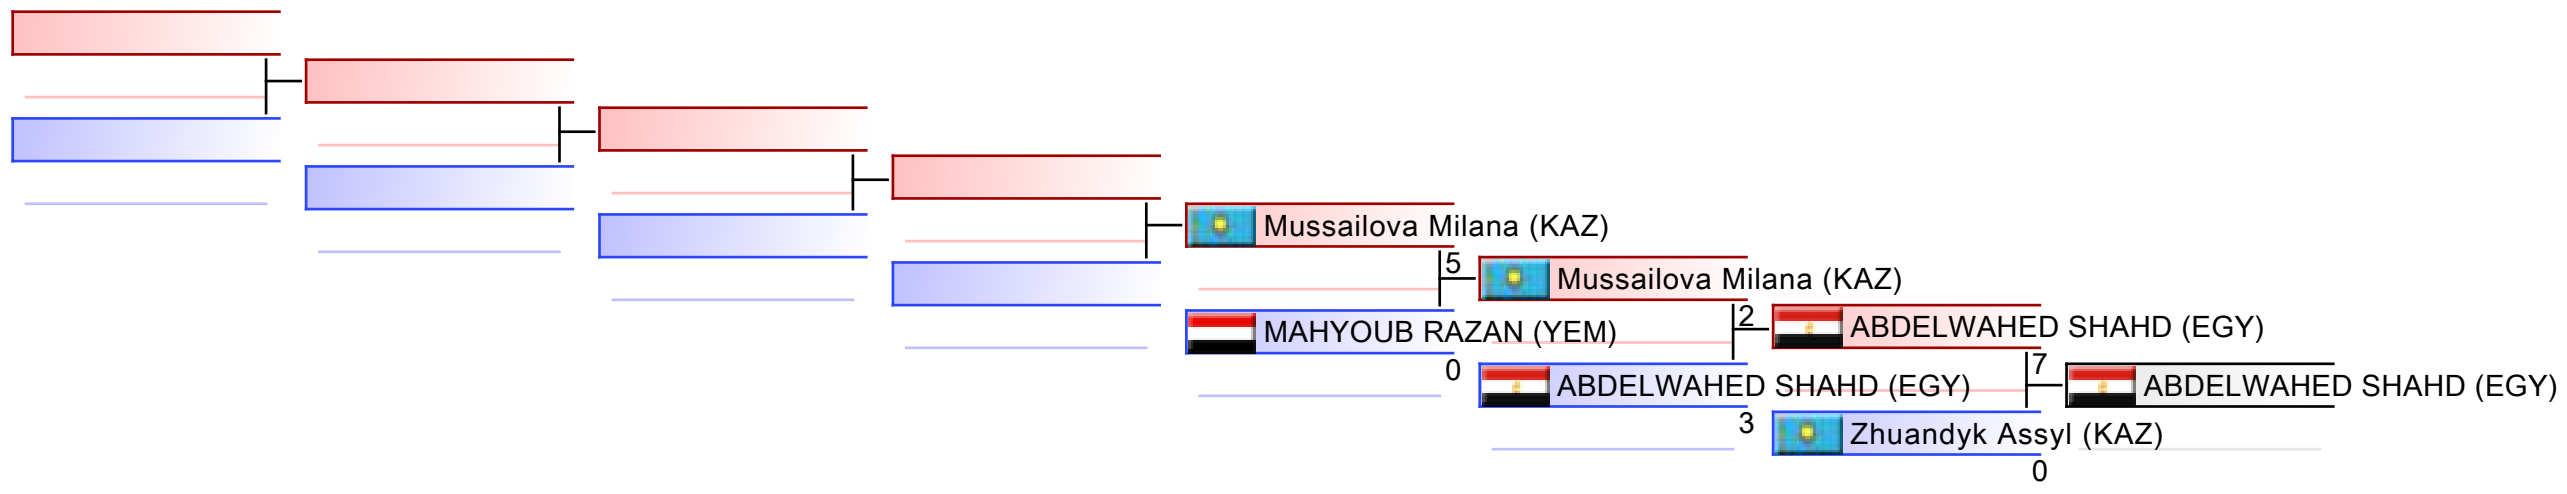 Mussailova Milana (KAZ)
5
Mussailova Milana (KAZ)
2
ABDELWAHED SHAHD (EGY)
MAHYOUB RAZAN (YEM)
0
7
ABDELWAHED SHAHD (EGY)
ABDELWAHED SHAHD (EGY)
3
Zhuandyk Assyl (KAZ)
0